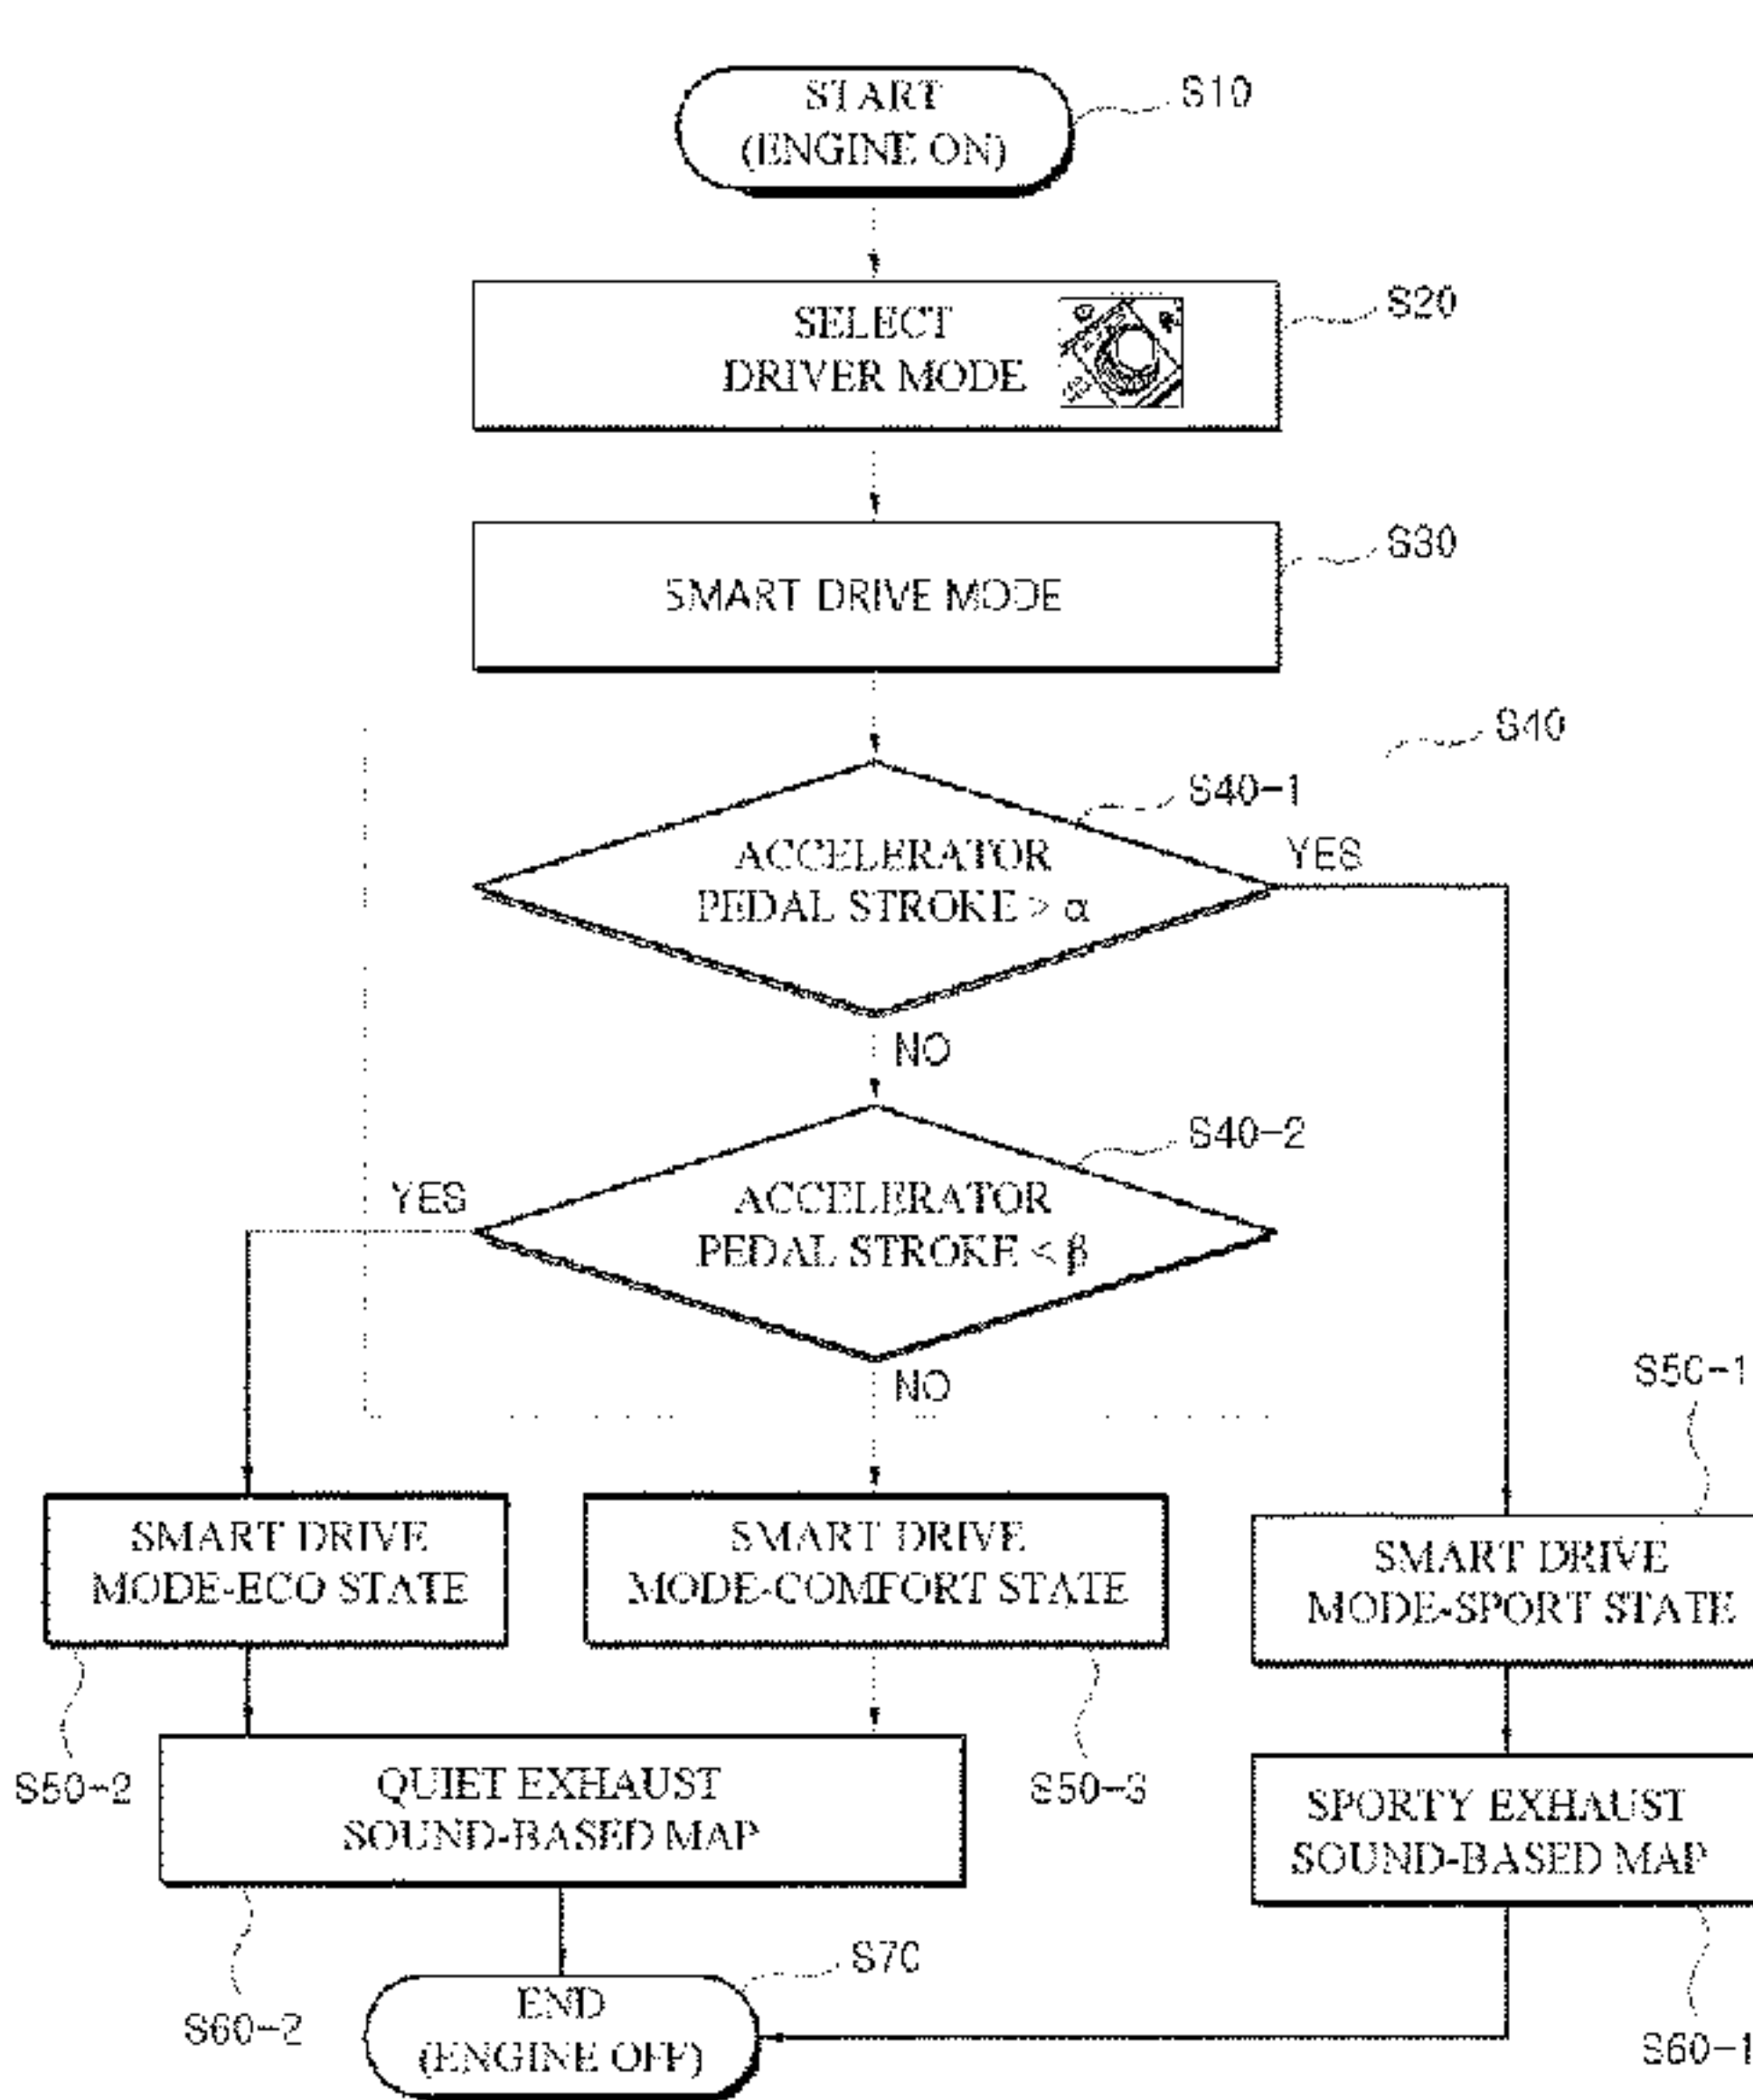 START
(ENGINE ON)
S10
SELECT
DRIVER MODE
S20
SMART DRIVE MODE
S30
S40
S40-1
ACCELERATOR
PEDAL STROKE > α
YES
NO
S40-2
ACCELERATOR
PEDAL STROKE < β
YES
NO
S50-1
SMART DRIVE
MODE-ECO STATE
SMART DRIVE
MODE-COMFORT STATE
SMART DRIVE
MODE-SPORT STATE
S50-2
S50-3
QUIET EXHAUST
SOUND-BASED MAP
SPORTY EXHAUST
SOUND-BASED MAP
S60-2
S70
END
(ENGINE OFF)
S60-1